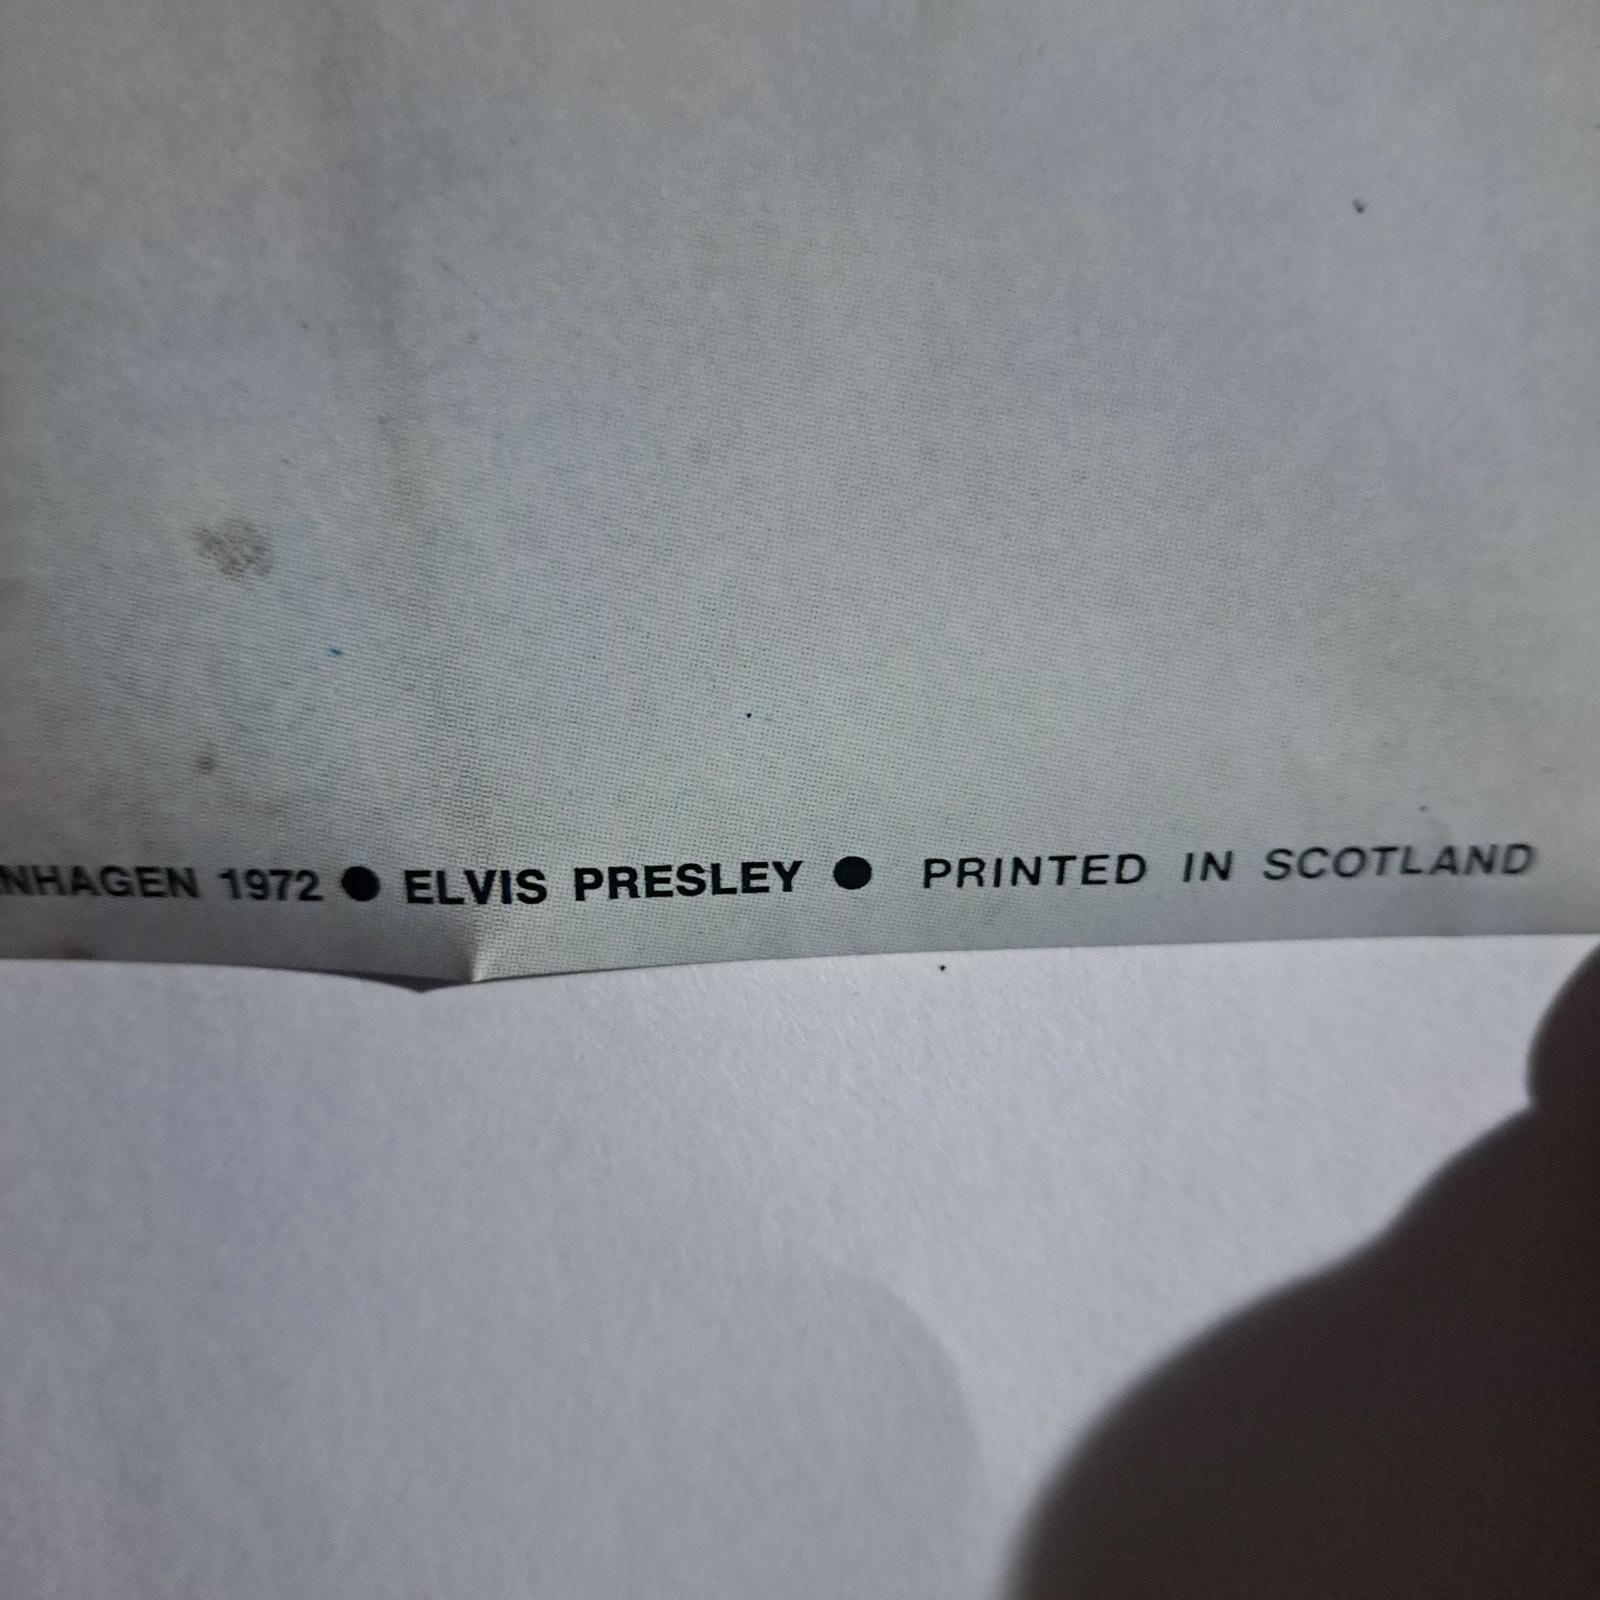 NHAGEN 1972 ● ELVIS PRESLEY ● PRINTED IN SCOTLAND